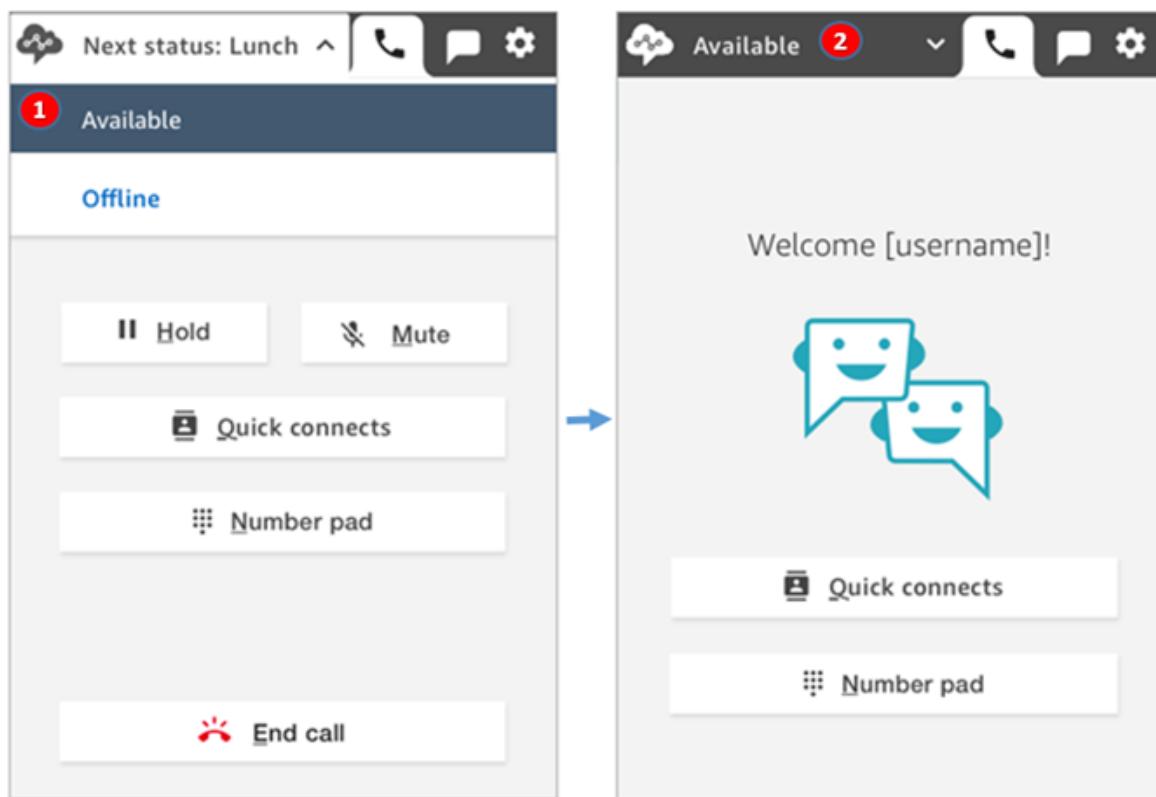 Next status: Lunch
1
Available
Offline
Hold
Mute
Quick connects
Number pad
End call
Available
2
Welcome [username]!
Quick connects
Number pad